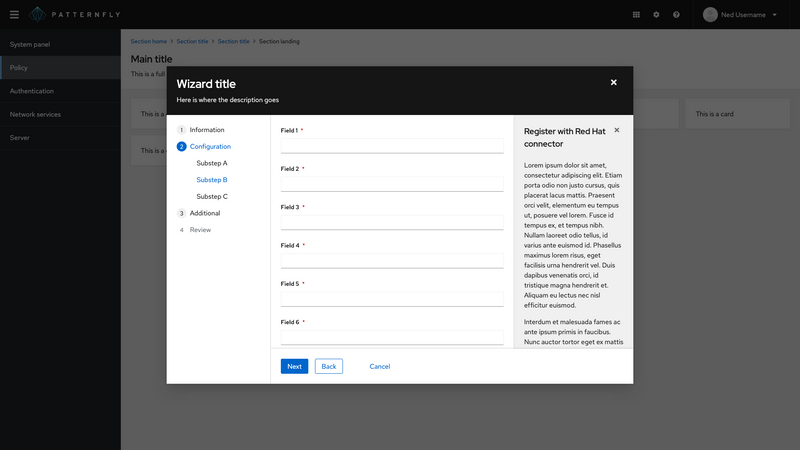 PATTERNFLY
Ned Username
System panel
Policy
Authentication
Network services
Server
Section home
Section title
Section title
Section landing
Main title
This is a full
This is a
This is a card
This is a
Wizard title
Here is where the description goes
1 Information
2 Configuration
Substep A
Substep B
Substep C
3 Additional
4 Review
Field 1 *
Field 2 *
Field 3 *
Field 4 *
Field 5 *
Field 6 *
Register with Red Hat
connector
Lorem ipsum dolor sit amet,
consectetur adipiscing elit. Etiam
porta odio non justo cursus, quis
placerat lacus mattis. Praesent
orci velit, elementum eu tempus
ut, posuere vel lorem. Fusce id
tempus ex, et tempus nibh.
Nullam laoreet odio tellus, id
varius ante euismod id. Phasellus
maximus lorem risus, eget
facilisis urna hendrerit vel. Duis
dapibus venenatis orci, id
tristique magna hendrerit et.
Aliquam eu lectus nec nisl
efficitur euismod.
Interdum et malesuada fames ac
ante ipsum primis in faucibus.
Nunc auctor tortor eget ex mattis
Next
Back
Cancel